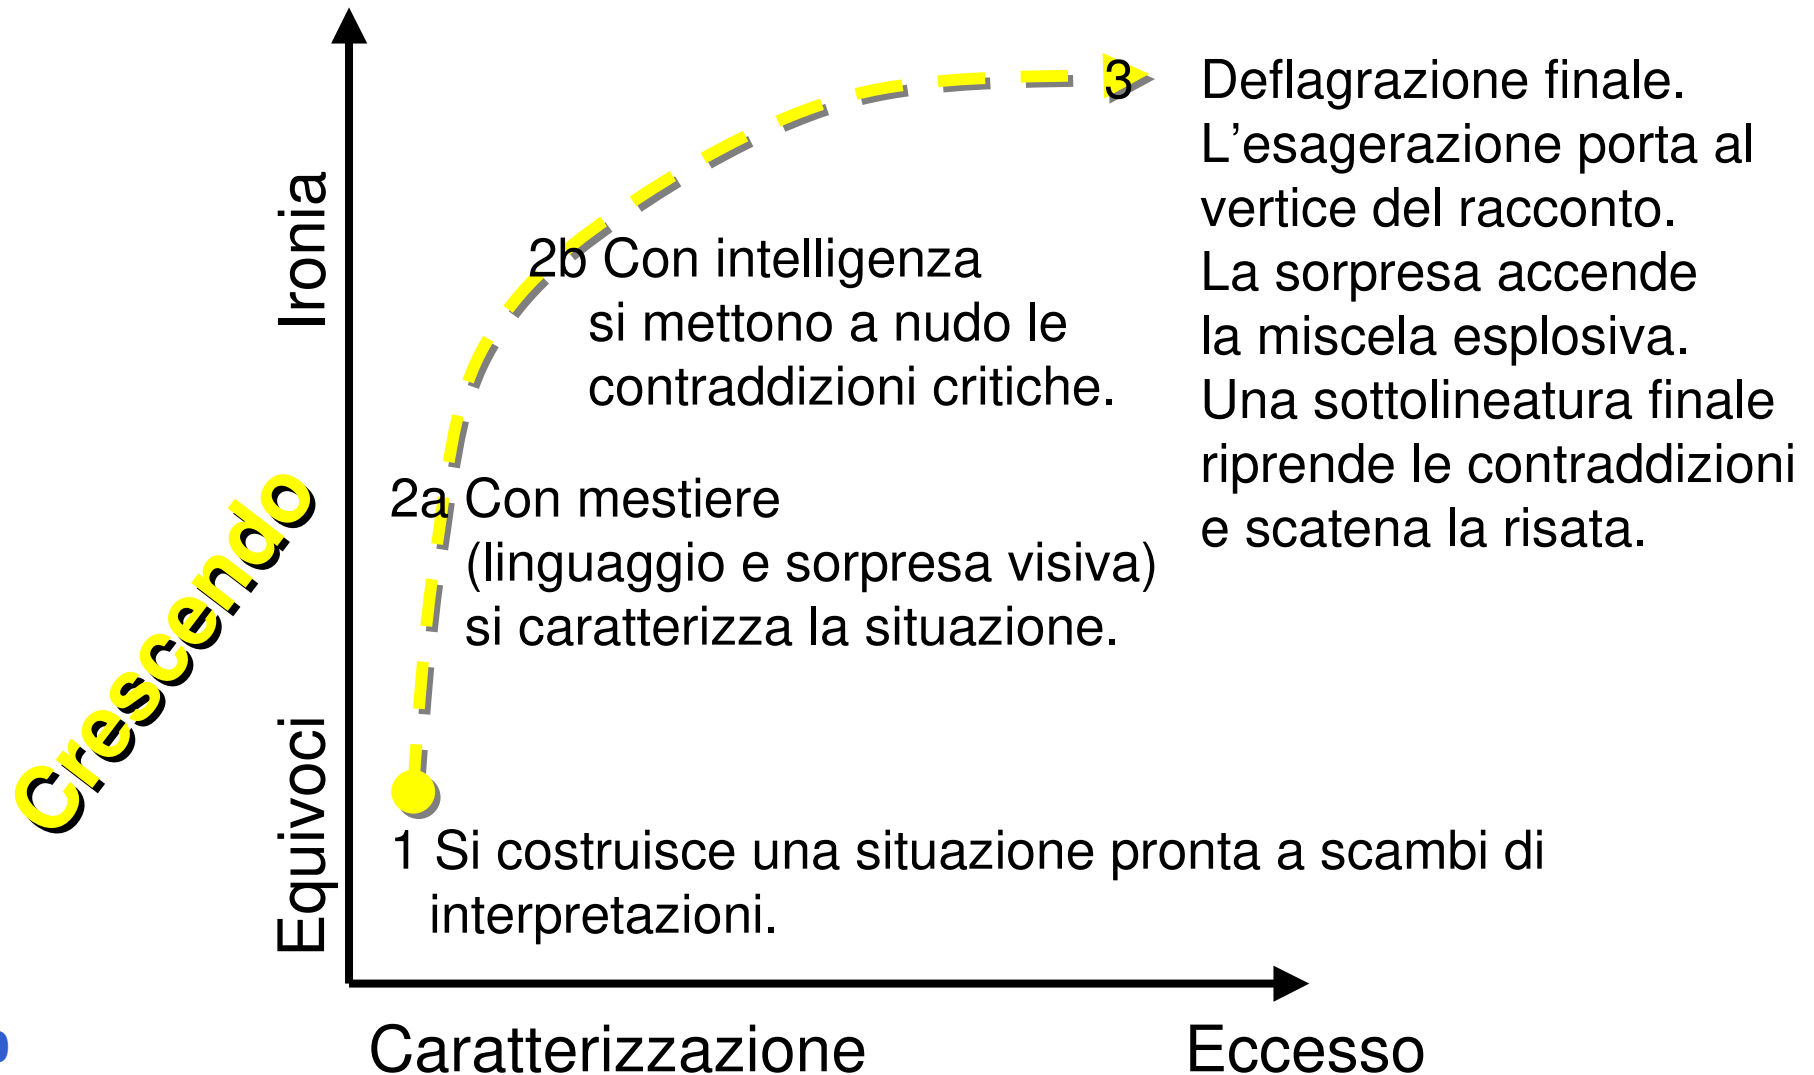 Ironia
Equivoci
Crescendo
3 Deflagrazione finale.
L’esagerazione porta al
vertice del racconto.
La sorpresa accende
la miscela esplosiva.
Una sottolineatura finale
riprende le contraddizioni
e scatena la risata.
2b Con intelligenza
si mettono a nudo le
contraddizioni critiche.
2a Con mestiere
(linguaggio e sorpresa visiva)
si caratterizza la situazione.
1 Si costruisce una situazione pronta a scambi di
interpretazioni.
Caratterizzazione
Eccesso